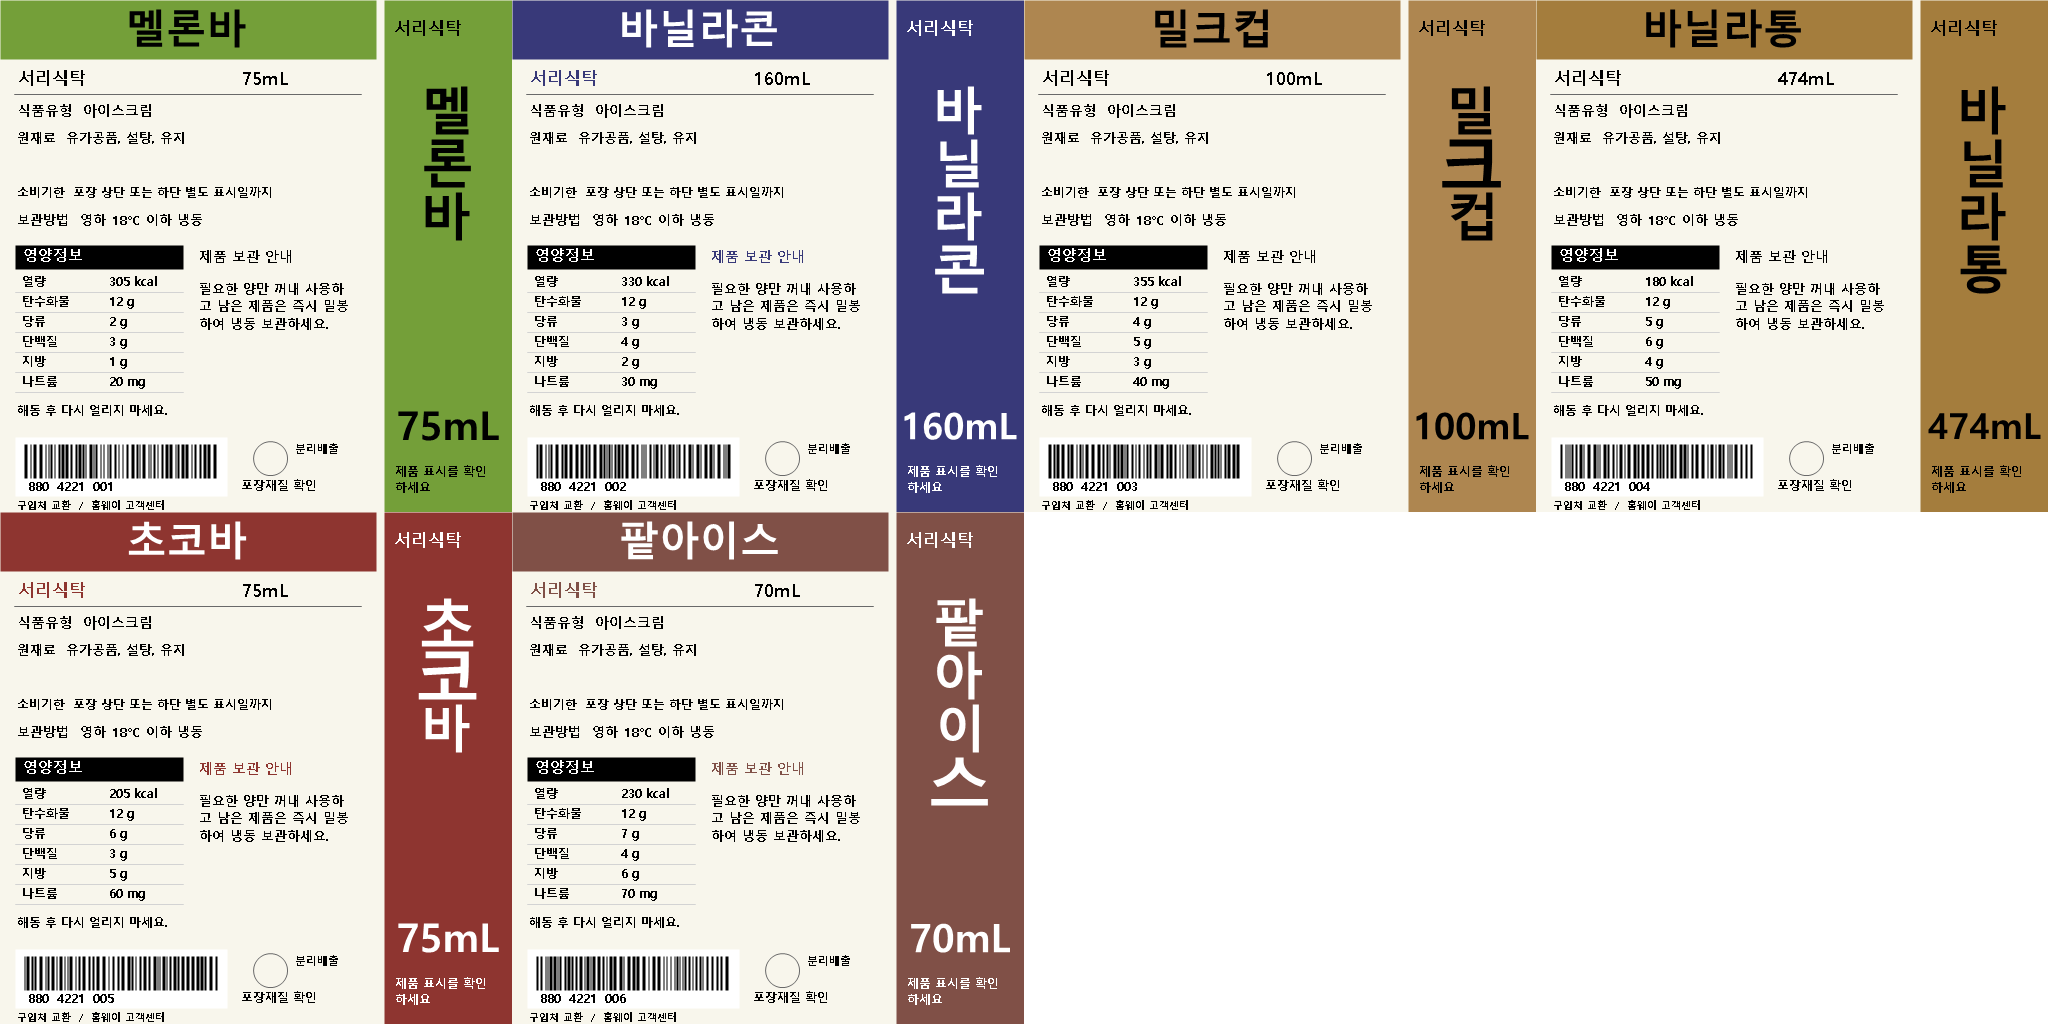 멜론바
서리식탁 75mL
식품유형 아이스크림
원재료 유가공품, 설탕, 유지
소비기한 포장 상단 또는 하단 별도 표시일까지
보관방법 영하 18℃ 이하 냉동
영양정보
열량 305 kcal
탄수화물 12 g
당류 2 g
단백질 3 g
지방 1 g
나트륨 20 mg
제품 보관 안내
필요한 양만 꺼내 사용하
고 남은 제품은 즉시 밀봉
하여 냉동 보관하세요.
해동 후 다시 얼리지 마세요.
880 4221 001
분리배출
포장재질 확인
구입처 교환 / 홈웨이 고객센터
서리식탁
멜론바
75mL
제품 표시를 확인
하세요
바닐라콘
서리식탁 160mL
식품유형 아이스크림
원재료 유가공품, 설탕, 유지
소비기한 포장 상단 또는 하단 별도 표시일까지
보관방법 영하 18℃ 이하 냉동
영양정보
열량 330 kcal
탄수화물 12 g
당류 3 g
단백질 4 g
지방 2 g
나트륨 30 mg
제품 보관 안내
필요한 양만 꺼내 사용하
고 남은 제품은 즉시 밀봉
하여 냉동 보관하세요.
해동 후 다시 얼리지 마세요.
880 4221 002
분리배출
포장재질 확인
구입처 교환 / 홈웨이 고객센터
서리식탁
바닐라콘
160mL
제품 표시를 확인
하세요
밀크컵
서리식탁 100mL
식품유형 아이스크림
원재료 유가공품, 설탕, 유지
소비기한 포장 상단 또는 하단 별도 표시일까지
보관방법 영하 18℃ 이하 냉동
영양정보
열량 355 kcal
탄수화물 12 g
당류 4 g
단백질 5 g
지방 3 g
나트륨 40 mg
제품 보관 안내
필요한 양만 꺼내 사용하
고 남은 제품은 즉시 밀봉
하여 냉동 보관하세요.
해동 후 다시 얼리지 마세요.
880 4221 003
분리배출
포장재질 확인
구입처 교환 / 홈웨이 고객센터
서리식탁
밀크컵
100mL
제품 표시를 확인
하세요
바닐라통
서리식탁 474mL
식품유형 아이스크림
원재료 유가공품, 설탕, 유지
소비기한 포장 상단 또는 하단 별도 표시일까지
보관방법 영하 18℃ 이하 냉동
영양정보
열량 180 kcal
탄수화물 12 g
당류 5 g
단백질 6 g
지방 4 g
나트륨 50 mg
제품 보관 안내
필요한 양만 꺼내 사용하
고 남은 제품은 즉시 밀봉
하여 냉동 보관하세요.
해동 후 다시 얼리지 마세요.
880 4221 004
분리배출
포장재질 확인
구입처 교환 / 홈웨이 고객센터
서리식탁
바닐라통
474mL
제품 표시를 확인
하세요
초코바
서리식탁 75mL
식품유형 아이스크림
원재료 유가공품, 설탕, 유지
소비기한 포장 상단 또는 하단 별도 표시일까지
보관방법 영하 18℃ 이하 냉동
영양정보
열량 205 kcal
탄수화물 12 g
당류 6 g
단백질 3 g
지방 5 g
나트륨 60 mg
제품 보관 안내
필요한 양만 꺼내 사용하
고 남은 제품은 즉시 밀봉
하여 냉동 보관하세요.
해동 후 다시 얼리지 마세요.
880 4221 005
분리배출
포장재질 확인
구입처 교환 / 홈웨이 고객센터
서리식탁
초코바
75mL
제품 표시를 확인
하세요
팥아이스
서리식탁 70mL
식품유형 아이스크림
원재료 유가공품, 설탕, 유지
소비기한 포장 상단 또는 하단 별도 표시일까지
보관방법 영하 18℃ 이하 냉동
영양정보
열량 230 kcal
탄수화물 12 g
당류 7 g
단백질 4 g
지방 6 g
나트륨 70 mg
제품 보관 안내
필요한 양만 꺼내 사용하
고 남은 제품은 즉시 밀봉
하여 냉동 보관하세요.
해동 후 다시 얼리지 마세요.
880 4221 006
분리배출
포장재질 확인
구입처 교환 / 홈웨이 고객센터
서리식탁
팥아이스
70mL
제품 표시를 확인
하세요